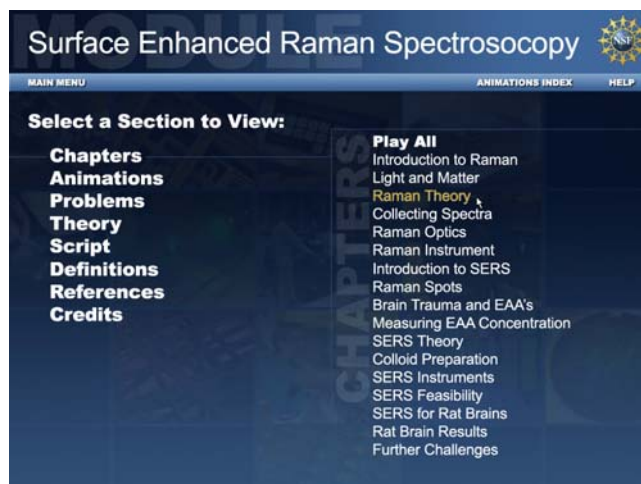 MODULE
Surface Enhanced Raman Spectrosocopy
NSF
MAIN MENU
ANIMATIONS INDEX
HELP
Select a Section to View:
Chapters
Animations
Problems
Theory
Script
Definitions
References
Credits
CHAPTERS
Play All
Introduction to Raman
Light and Matter
Raman Theory
Collecting Spectra
Raman Optics
Raman Instrument
Introduction to SERS
Raman Spots
Brain Trauma and EAA's
Measuring EAA Concentration
SERS Theory
Colloid Preparation
SERS Instruments
SERS Feasibility
SERS for Rat Brains
Rat Brain Results
Further Challenges